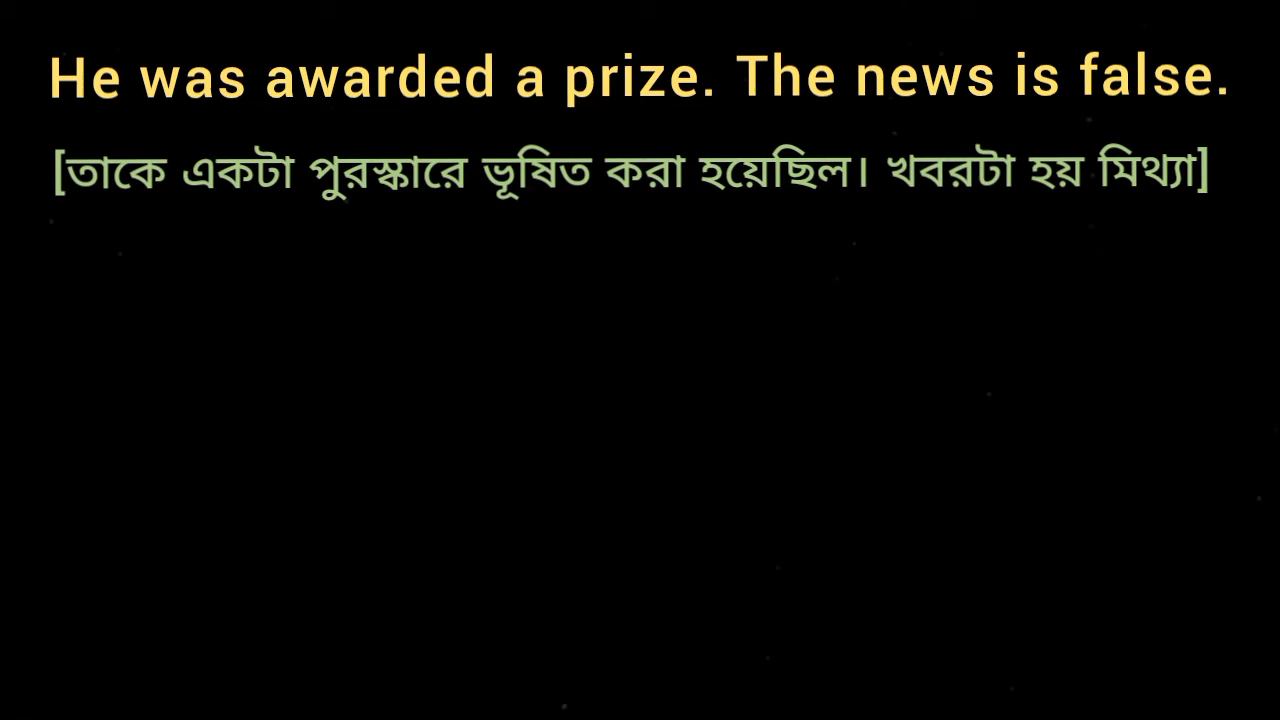 He was awarded a prize. The news is false.
[তাকে একটা পুরস্কারে ভূষিত করা হয়েছিল। খবরটা হয় মিথ্যা]